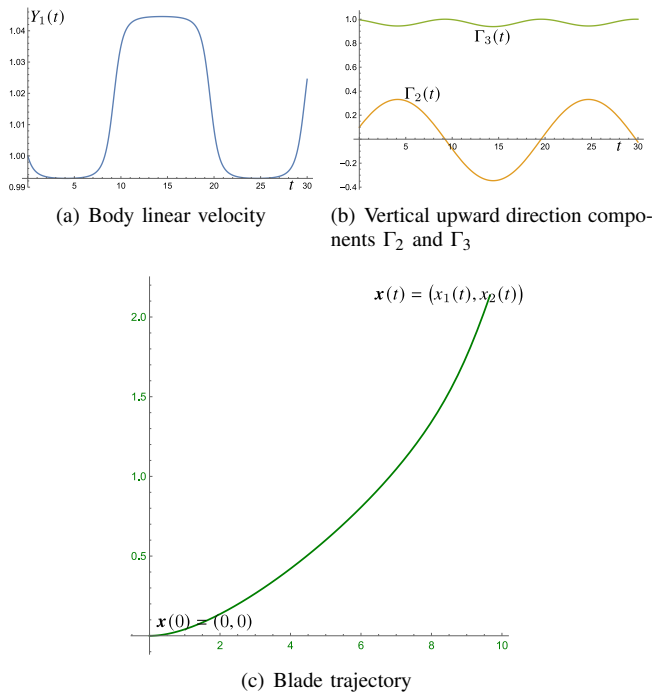 Y₁(t)
1.04
1.03
1.02
1.01
1.00
0.99
5 10 15 20 25 30
t
(a) Body linear velocity
1.0
0.8
0.6
0.4
0.2
-0.2
-0.4
Γ₃(t)
Γ₂(t)
5 10 15 20 25 30
t
(b) Vertical upward direction compo-
nents Γ₂ and Γ₃
x(t) = (x₁(t), x₂(t))
2.0
1.5
1.0
0.5
x(0) = (0, 0)
2 4 6 8 10
(c) Blade trajectory